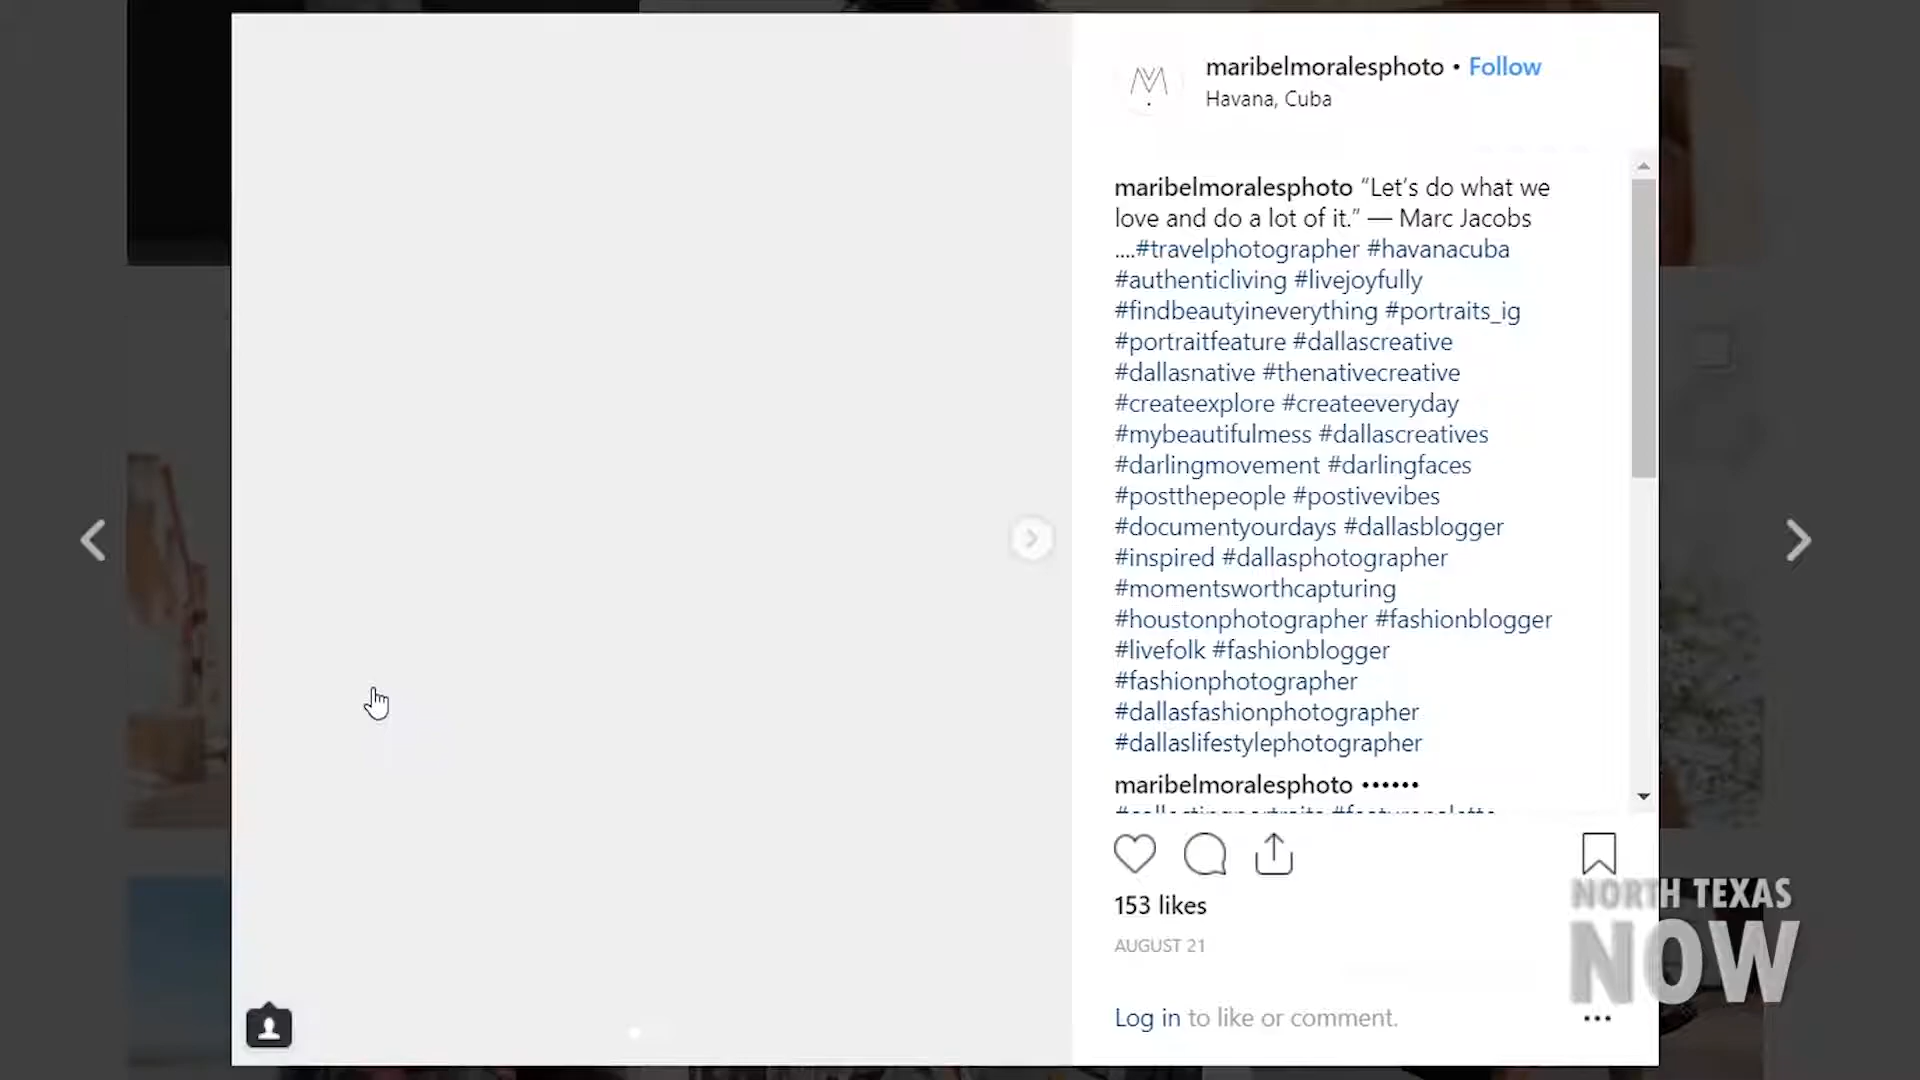 maribelmoralesphoto • Follow
Havana, Cuba
maribelmoralesphoto “Let's do what we
love and do a lot of it.” — Marc Jacobs
....#travelphotographer #havanacuba
#authenticliving #livejoyfully
#findbeautyineverything #portraits_ig
#portraitfeature #dallascreative
#dallasnative #thenativecreative
#createexplore #createeveryday
#mybeautifulmess #dallascreatives
#darlingmovement #darlingfaces
#postthepeople #postivevibes
#documentyourdays #dallasblogger
#inspired #dallasphotographer
#momentsworthcapturing
#houstonphotographer #fashionblogger
#livefolk #fashionblogger
#fashionphotographer
#dallasfashionphotographer
#dallaslifestylephotographer
maribelmoralesphoto ••••••
153 likes
AUGUST 21
Log in to like or comment.
NORTH TEXAS
NOW